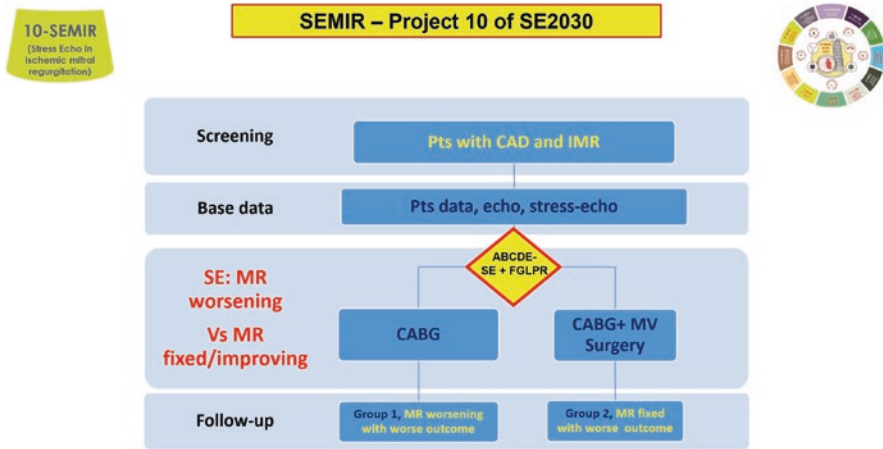 10-SEMIR
(Stress Echo in
ischemic mitral
regurgitation)
SEMIR – Project 10 of SE2030
Screening
Pts with CAD and IMR
Base data
Pts data, echo, stress-echo
ABCDE-
SE + FGLPR
SE: MR
worsening
Vs MR
fixed/improving
CABG
CABG+ MV
Surgery
Follow-up
Group 1, MR worsening
with worse outcome
Group 2, MR fixed
with worse outcome